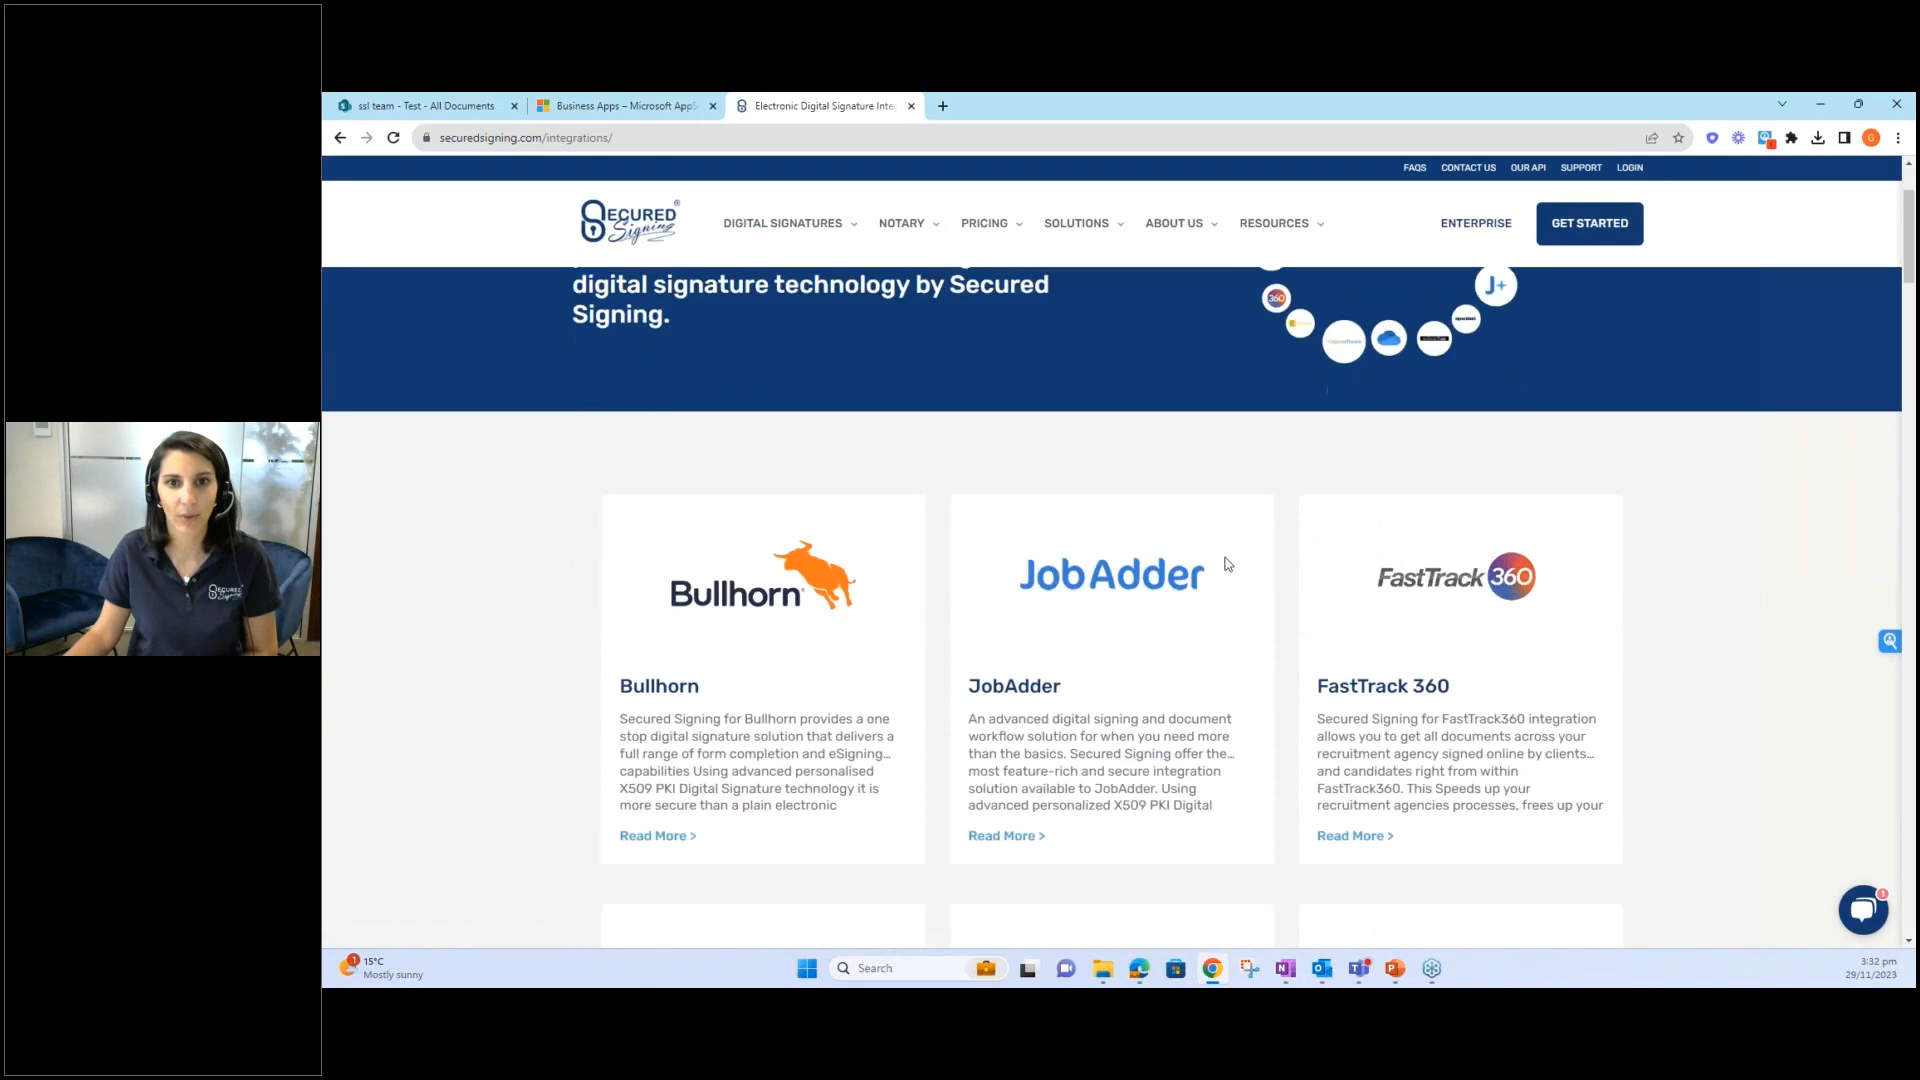 ssl team - Test - All Documents
Business Apps – Microsoft AppS
Electronic Digital Signature Inte
securedsigning.com/integrations/
FAQS CONTACT US OUR API SUPPORT LOGIN
SECURED Signing
DIGITAL SIGNATURES NOTARY PRICING SOLUTIONS ABOUT US RESOURCES ENTERPRISE GET STARTED
digital signature technology by Secured
Signing.
360
J+
Bullhorn
JobAdder
FastTrack 360
Bullhorn
Secured Signing for Bullhorn provides a one
stop digital signature solution that delivers a
full range of form completion and eSigning...
capabilities Using advanced personalised
X509 PKI Digital Signature technology it is
more secure than a plain electronic
Read More >
JobAdder
An advanced digital signing and document
workflow solution for when you need more
than the basics. Secured Signing offer the...
most feature-rich and secure integration
solution available to JobAdder. Using
advanced personalized X509 PKI Digital
Read More >
FastTrack 360
Secured Signing for FastTrack360 integration
allows you to get all documents across your
recruitment agency signed online by clients...
and candidates right from within
FastTrack360. This Speeds up your
recruitment agencies processes, frees up your
Read More >
SECURED Signing
1
1
15°C
Mostly sunny
Search
3:32 pm
29/11/2023